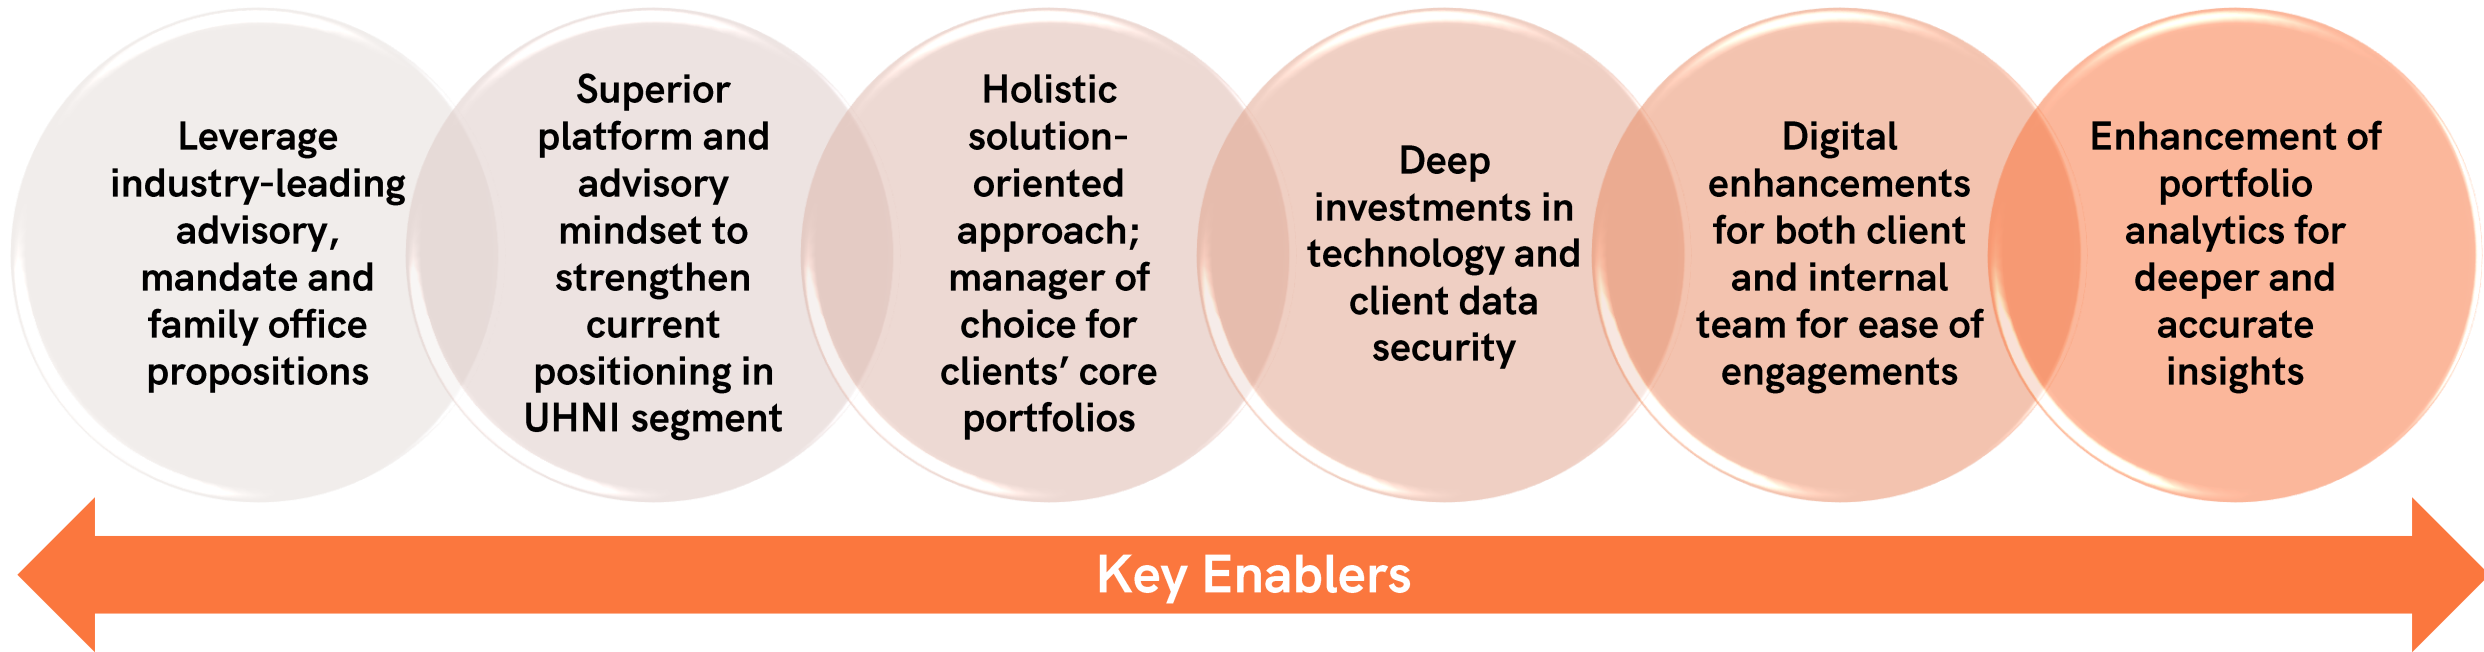 Leverage
industry-leading
advisory,
mandate and
family office
propositions
Superior
platform and
advisory
mindset to
strengthen
current
positioning in
UHNI segment
Holistic
solution-
oriented
approach;
manager of
choice for
clients’ core
portfolios
Deep
investments in
technology and
client data
security
Digital
enhancements
for both client
and internal
team for ease of
engagements
Enhancement of
portfolio
analytics for
deeper and
accurate
insights
Key Enablers